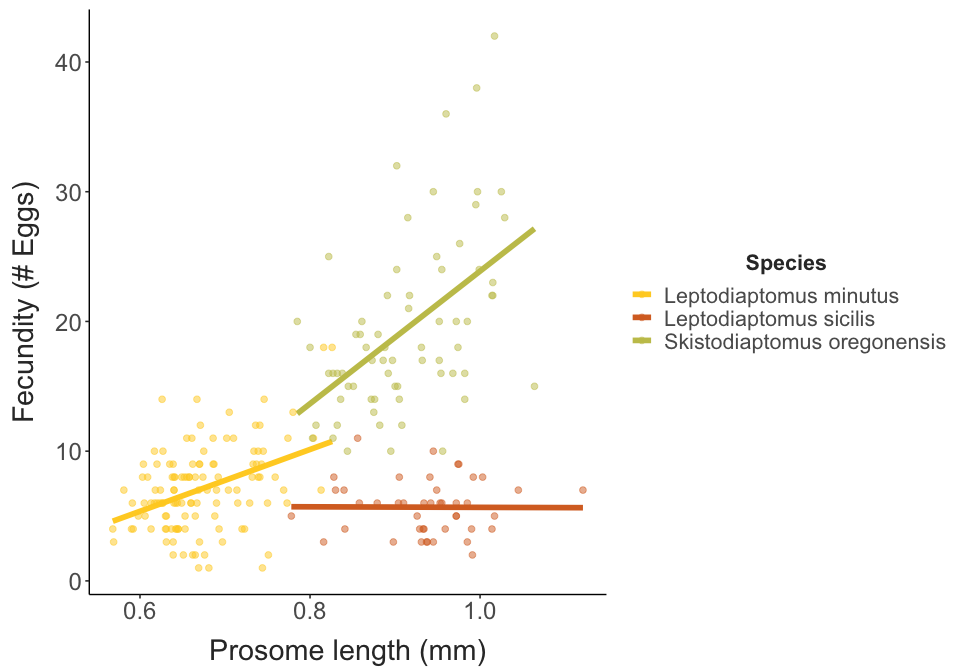 Fecundity (# Eggs)
40
30
20
10
0
0.6 0.8 1.0
Prosome length (mm)
Species
Leptodiaptomus minutus
Leptodiaptomus sicilis
Skistodiaptomus oregonensis